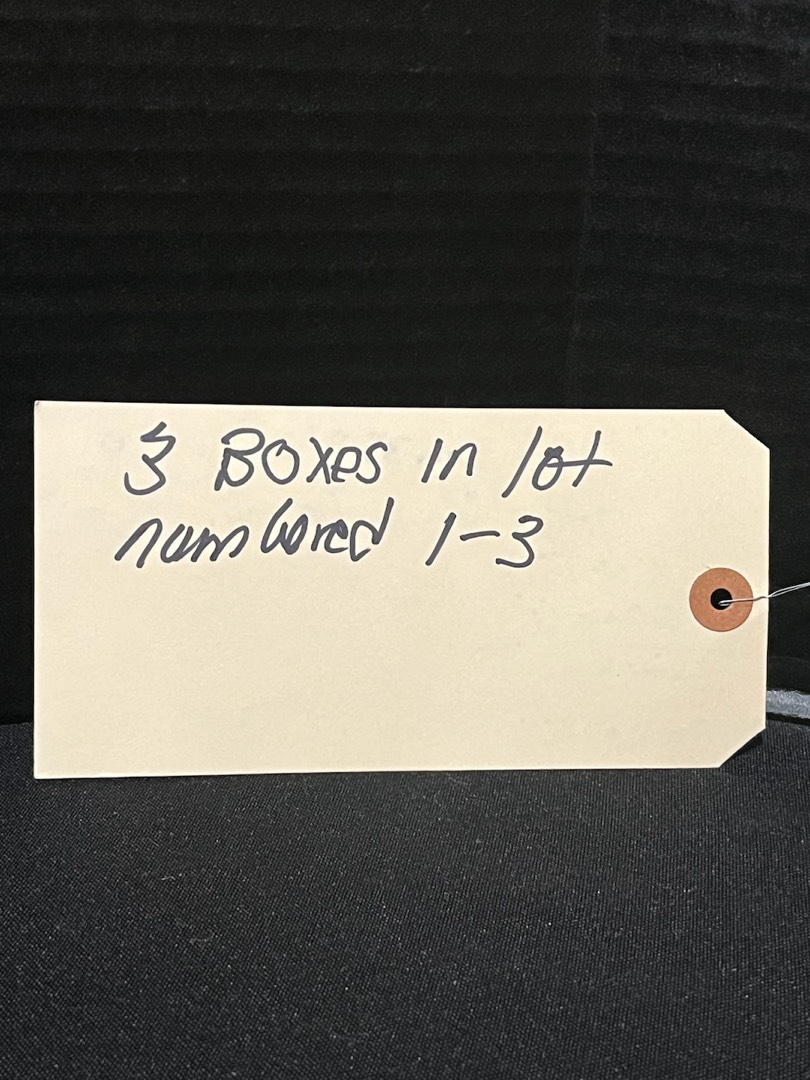 3 Boxes in lot
numbered 1-3